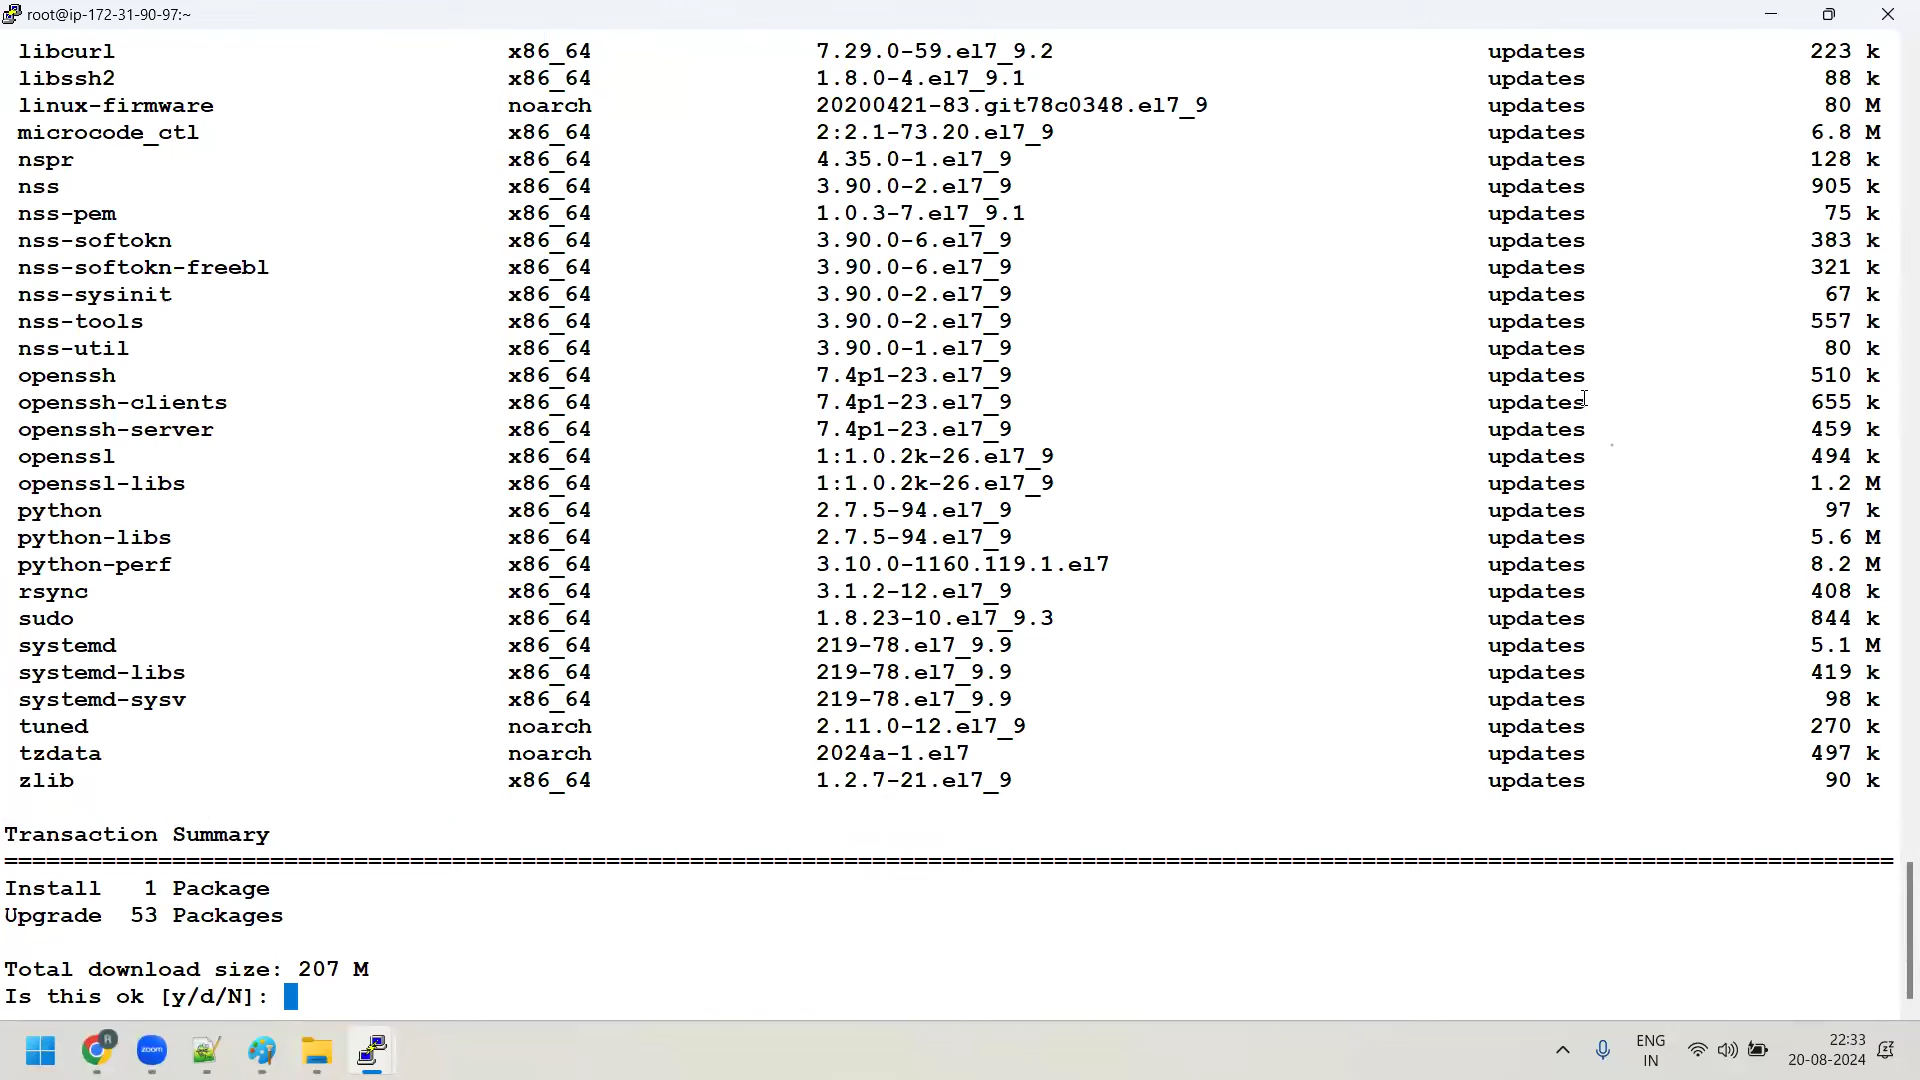 root@ip-172-31-90-97:~
libcurl x86_64 7.29.0-59.el7_9.2 updates 223 k
libssh2 x86_64 1.8.0-4.el7_9.1 updates 88 k
linux-firmware noarch 20200421-83.git78c0348.el7_9 updates 80 M
microcode_ctl x86_64 2:2.1-73.20.el7_9 updates 6.8 M
nspr x86_64 4.35.0-1.el7_9 updates 128 k
nss x86_64 3.90.0-2.el7_9 updates 905 k
nss-pem x86_64 1.0.3-7.el7_9.1 updates 75 k
nss-softokn x86_64 3.90.0-6.el7_9 updates 383 k
nss-softokn-freebl x86_64 3.90.0-6.el7_9 updates 321 k
nss-sysinit x86_64 3.90.0-2.el7_9 updates 67 k
nss-tools x86_64 3.90.0-2.el7_9 updates 557 k
nss-util x86_64 3.90.0-1.el7_9 updates 80 k
openssh x86_64 7.4p1-23.el7_9 updates 510 k
openssh-clients x86_64 7.4p1-23.el7_9 updates 655 k
openssh-server x86_64 7.4p1-23.el7_9 updates 459 k
openssl x86_64 1:1.0.2k-26.el7_9 updates 494 k
openssl-libs x86_64 1:1.0.2k-26.el7_9 updates 1.2 M
python x86_64 2.7.5-94.el7_9 updates 97 k
python-libs x86_64 2.7.5-94.el7_9 updates 5.6 M
python-perf x86_64 3.10.0-1160.119.1.el7 updates 8.2 M
rsync x86_64 3.1.2-12.el7_9 updates 408 k
sudo x86_64 1.8.23-10.el7_9.3 updates 844 k
systemd x86_64 219-78.el7_9.9 updates 5.1 M
systemd-libs x86_64 219-78.el7_9.9 updates 419 k
systemd-sysv x86_64 219-78.el7_9.9 updates 98 k
tuned noarch 2.11.0-12.el7_9 updates 270 k
tzdata noarch 2024a-1.el7 updates 497 k
zlib x86_64 1.2.7-21.el7_9 updates 90 k
Transaction Summary
Install 1 Package
Upgrade 53 Packages
Total download size: 207 M
Is this ok [y/d/N]:
R
zoom
ENG
IN
22:33
20-08-2024